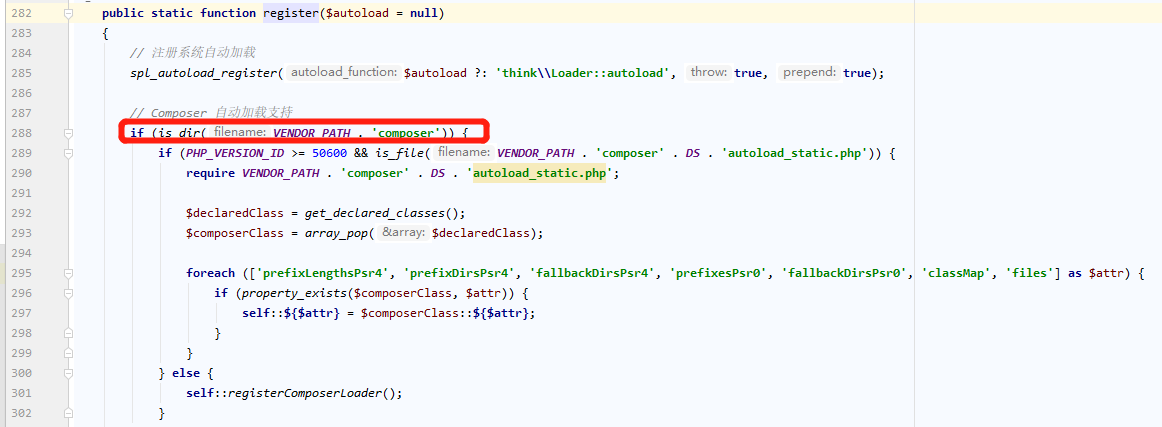 282 public static function register($autoload = null)
283 {
284 // 注册系统自动加载
285 spl_autoload_register( autoload_function: $autoload ?: 'think\\Loader::autoload', throw: true, prepend: true);
286
287 // Composer 自动加载支持
288 if (is_dir( filename: VENDOR_PATH . 'composer')) {
289 if (PHP_VERSION_ID >= 50600 && is_file( filename: VENDOR_PATH . 'composer' . DS . 'autoload_static.php')) {
290 require VENDOR_PATH . 'composer' . DS . 'autoload_static.php';
291
292 $declaredClass = get_declared_classes();
293 $composerClass = array_pop( &array: $declaredClass);
294
295 foreach (['prefixLengthsPsr4', 'prefixDirsPsr4', 'fallbackDirsPsr4', 'prefixesPsr0', 'fallbackDirsPsr0', 'classMap', 'files'] as $attr) {
296 if (property_exists($composerClass, $attr)) {
297 self::${$attr} = $composerClass::${$attr};
298 }
299 }
300 } else {
301 self::registerComposerLoader();
302 }